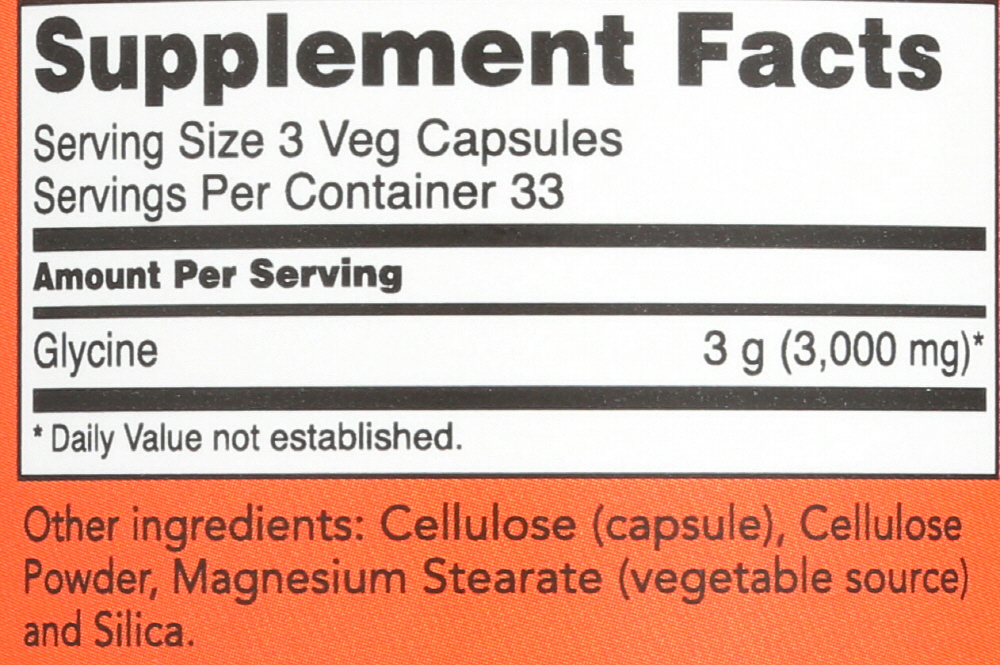 Supplement Facts
Serving Size 3 Veg Capsules
Servings Per Container 33
Amount Per Serving
Glycine 3 g (3,000 mg)*
* Daily Value not established.
Other ingredients: Cellulose (capsule), Cellulose
Powder, Magnesium Stearate (vegetable source)
and Silica.